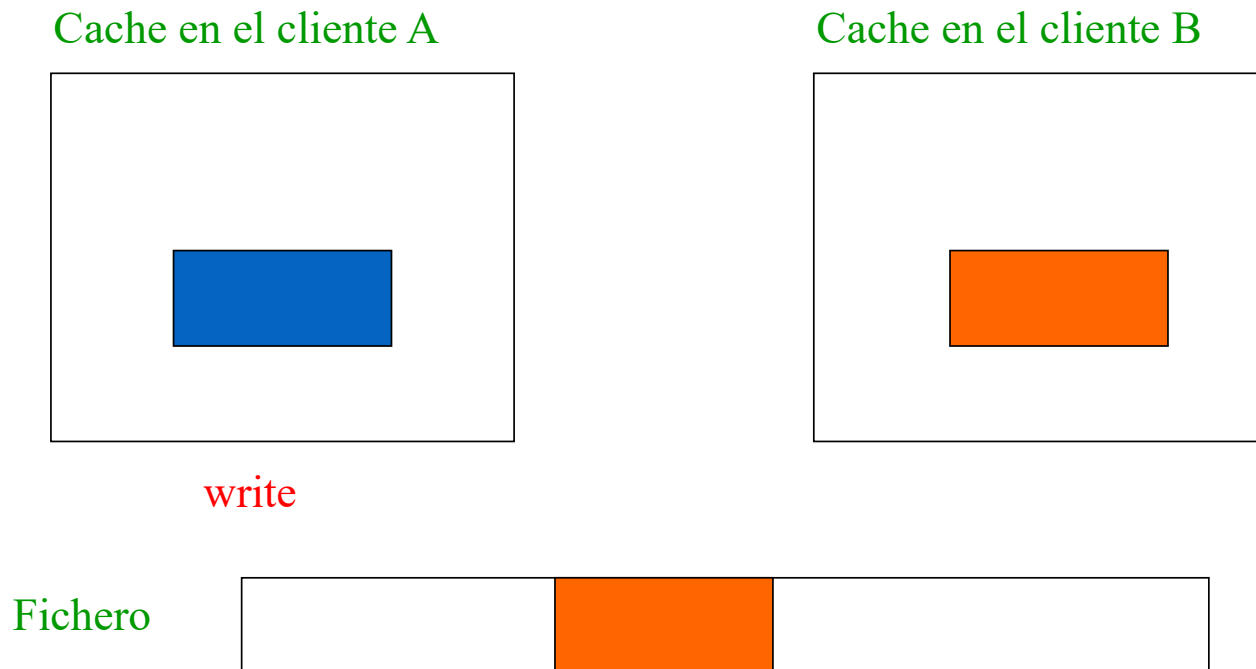 Cache en el cliente A
Cache en el cliente B
write
Fichero